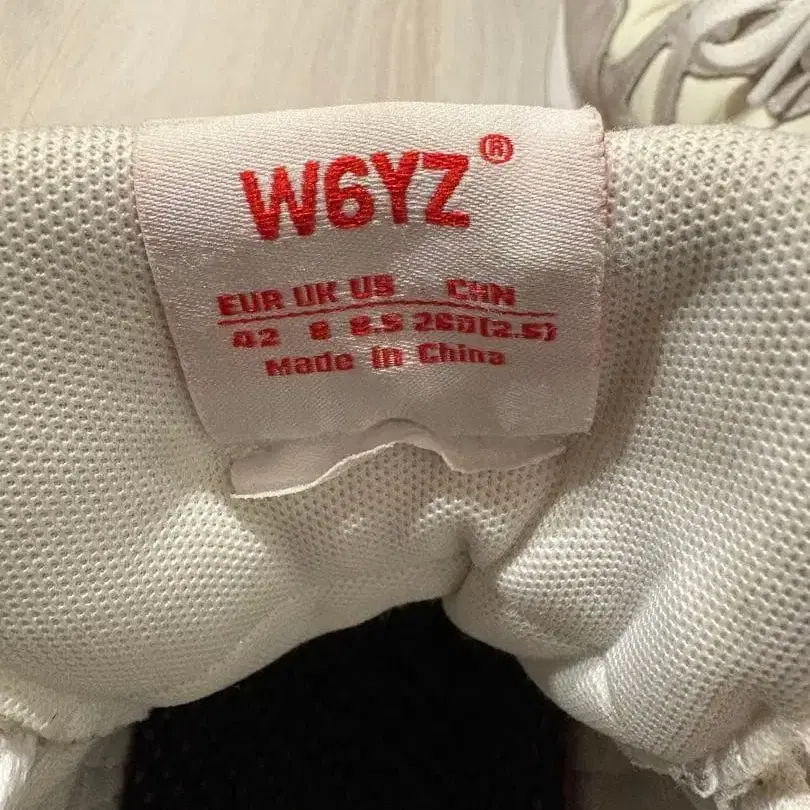 W6YZ®
EUR UK US CHN
42 8 8.5 260(2.5)
Made in China